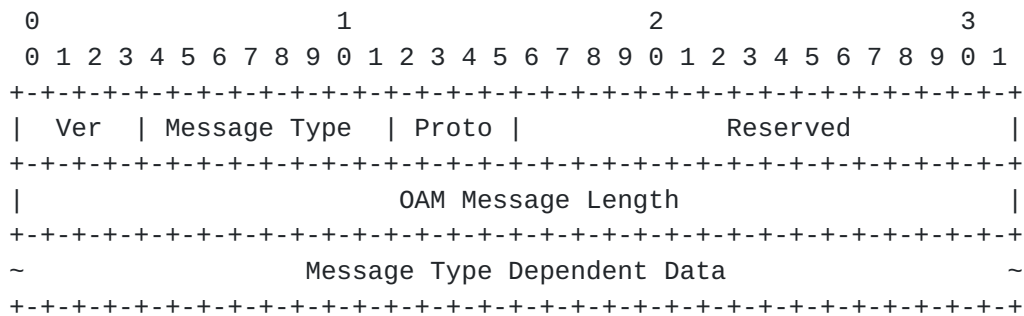 0                   1                   2                   3
 0 1 2 3 4 5 6 7 8 9 0 1 2 3 4 5 6 7 8 9 0 1 2 3 4 5 6 7 8 9 0 1
+-+-+-+-+-+-+-+-+-+-+-+-+-+-+-+-+-+-+-+-+-+-+-+-+-+-+-+-+-+-+-+-+
|  Ver  | Message Type  | Proto |             Reserved          |
+-+-+-+-+-+-+-+-+-+-+-+-+-+-+-+-+-+-+-+-+-+-+-+-+-+-+-+-+-+-+-+-+
|                        OAM Message Length                     |
+-+-+-+-+-+-+-+-+-+-+-+-+-+-+-+-+-+-+-+-+-+-+-+-+-+-+-+-+-+-+-+-+
~                  Message Type Dependent Data                  ~
+-+-+-+-+-+-+-+-+-+-+-+-+-+-+-+-+-+-+-+-+-+-+-+-+-+-+-+-+-+-+-+-+